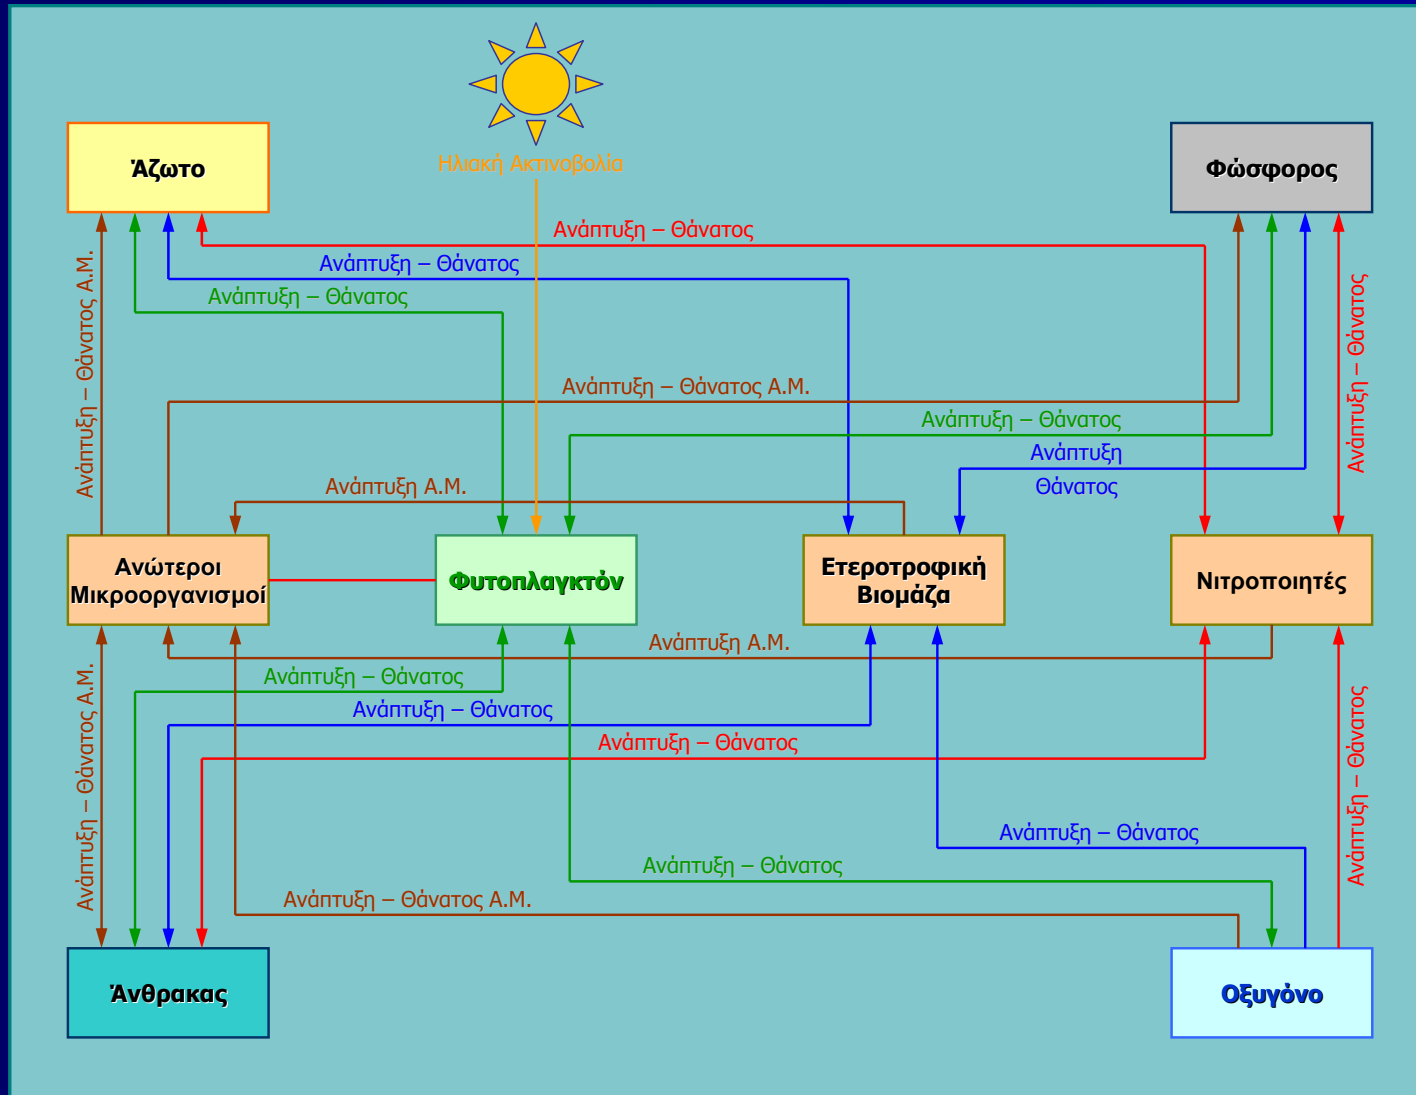 Ηλιακή Ακτινοβολία
Άζωτο
Φώσφορος
Ανάπτυξη – Θάνατος
Ανάπτυξη – Θάνατος
Ανάπτυξη – Θάνατος
Ανάπτυξη – Θάνατος Α.Μ.
Ανάπτυξη – Θάνατος
Ανάπτυξη – Θάνατος Α.Μ.
Ανάπτυξη – Θάνατος
Ανάπτυξη
Θάνατος
Ανάπτυξη Α.Μ.
Ανώτεροι
Μικροοργανισμοί
Φυτοπλαγκτόν
Ετεροτροφική
Βιομάζα
Νιτροποιητές
Ανάπτυξη Α.Μ.
Ανάπτυξη – Θάνατος
Ανάπτυξη – Θάνατος
Ανάπτυξη – Θάνατος
Ανάπτυξη – Θάνατος Α.Μ.
Ανάπτυξη – Θάνατος
Ανάπτυξη – Θάνατος
Ανάπτυξη – Θάνατος
Ανάπτυξη – Θάνατος Α.Μ.
Άνθρακας
Οξυγόνο